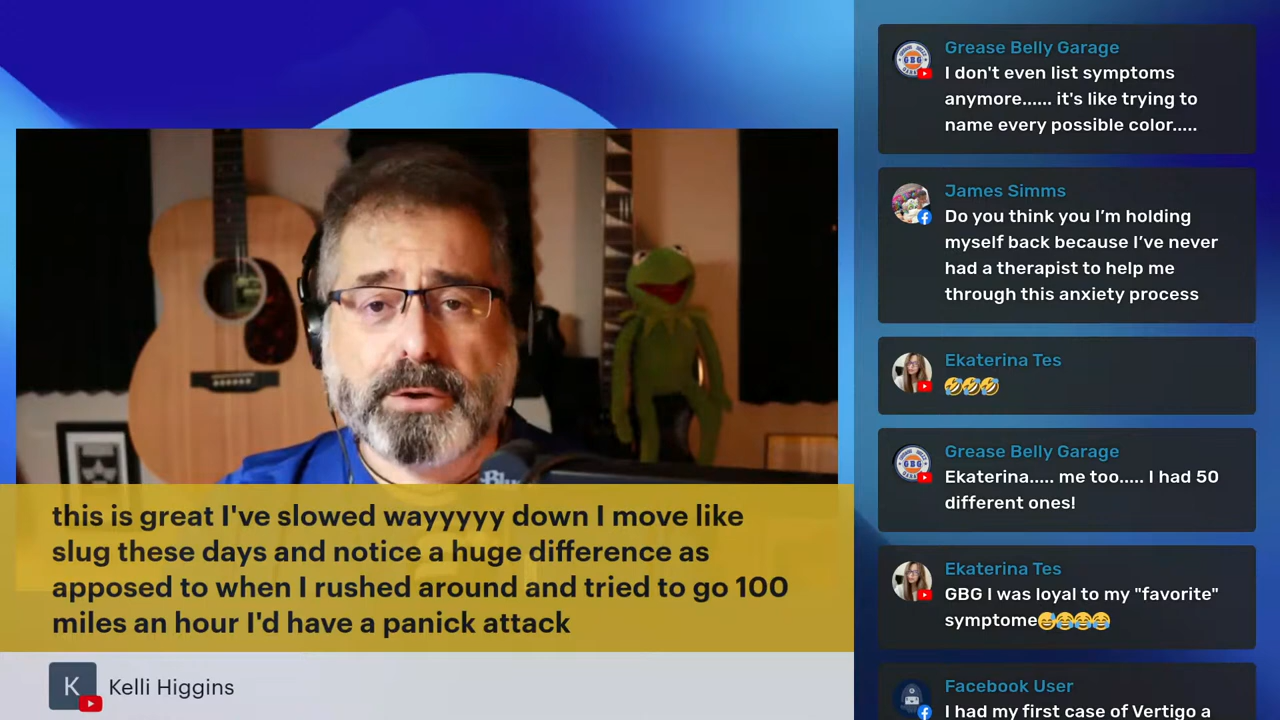 Grease Belly Garage
I don't even list symptoms
anymore...... it's like trying to
name every possible color.....
James Simms
Do you think you I’m holding
myself back because I’ve never
had a therapist to help me
through this anxiety process
Ekaterina Tes
🤣🤣🤣
Grease Belly Garage
Ekaterina..... me too..... I had 50
different ones!
Ekaterina Tes
GBG I was loyal to my "favorite"
symptome😅😂😂😂
Facebook User
I had my first case of Vertigo a
this is great I've slowed wayyyyy down I move like
slug these days and notice a huge difference as
apposed to when I rushed around and tried to go 100
miles an hour I'd have a panick attack
K
Kelli Higgins
GBG
Blu